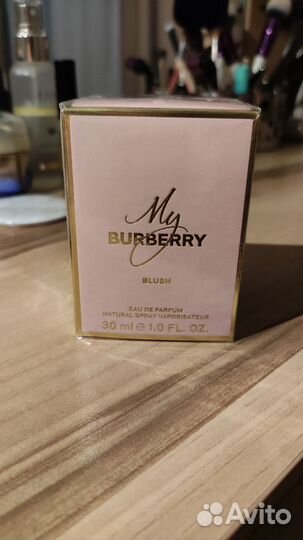 My
BURBERRY
BLUSH
EAU DE PARFUM
NATURAL SPRAY VAPORISATEUR
30 ml ℮ 1.0 FL. OZ.
Avito